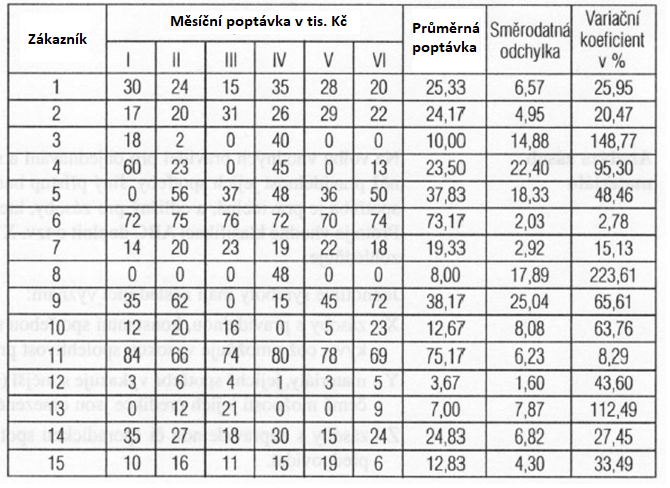 Zákazník Měsíční poptávka v tis. Kč Průměrná poptávka Směrodatná odchylka Variační koeficient v %
I II III IV V VI
1 30 24 15 35 28 20 25,33 6,57 25,95
2 17 20 31 26 29 22 24,17 4,95 20,47
3 18 2 0 40 0 0 10,00 14,88 148,77
4 60 23 0 45 0 13 23,50 22,40 95,30
5 0 45 48 48 36 50 37,83 18,33 48,46
6 72 75 76 72 70 74 73,17 2,03 2,78
7 14 20 23 19 22 18 19,33 2,92 15,13
8 0 0 0 48 0 0 8,00 17,89 223,61
9 35 62 0 17 45 70 38,17 25,04 65,61
10 12 20 16 0 5 23 12,67 8,08 63,76
11 84 66 74 80 78 69 75,17 6,23 8,29
12 3 6 4 1 3 5 3,67 1,60 43,60
13 0 12 21 0 0 9 7,00 7,87 112,49
14 35 27 18 30 15 24 24,83 6,82 27,45
15 10 16 11 15 19 6 12,83 4,30 33,49